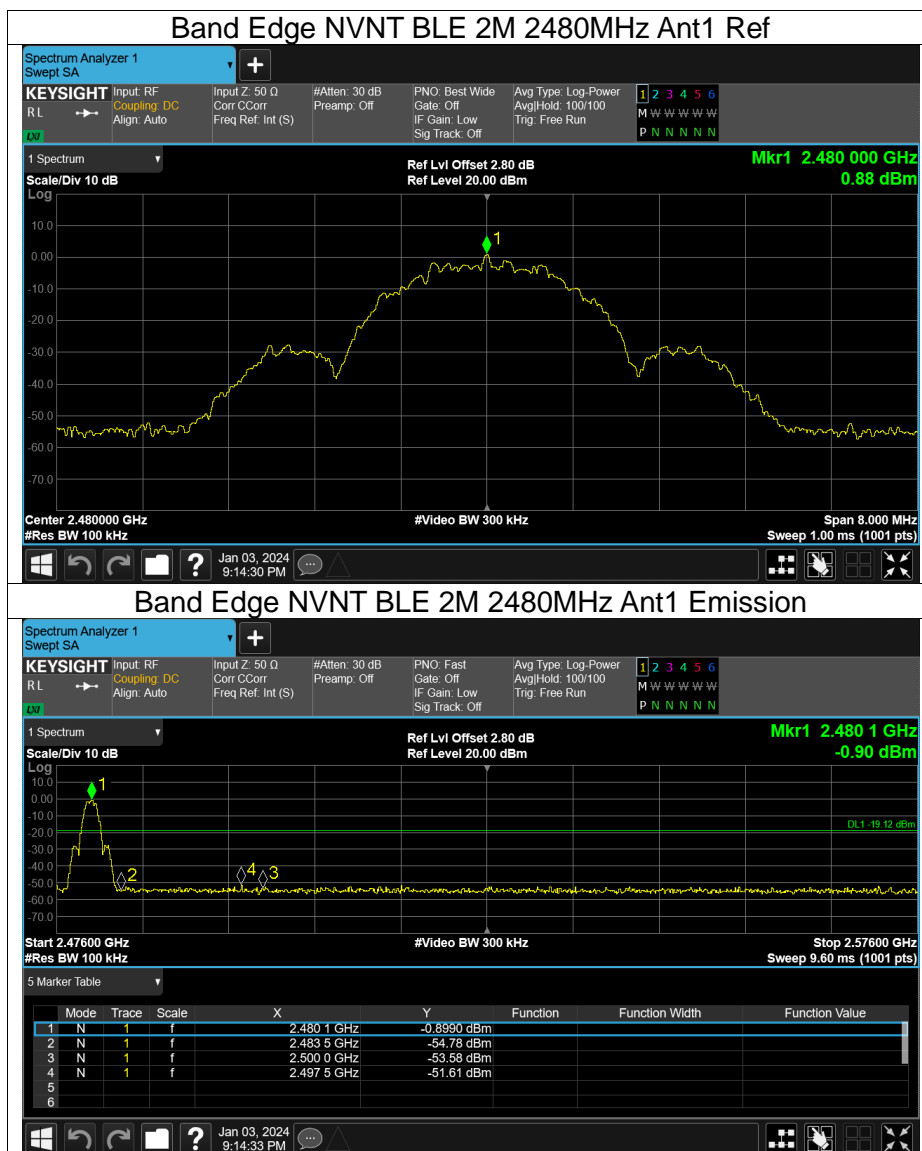 Band Edge NVNT BLE 2M 2480MHz Ant1 Ref
Spectrum Analyzer 1
Swept SA
+
KEYSIGHT
R L
LXI
Input: RF
Coupling: DC
Align: Auto
Input Z: 50 Ω
Corr CCorr
Freq Ref: Int (S)
#Atten: 30 dB
Preamp: Off
PNO: Best Wide
Gate: Off
IF Gain: Low
Sig Track: Off
Avg Type: Log-Power
Avg|Hold: 100/100
Trig: Free Run
1 2 3 4 5 6
M W W W W W
P N N N N N
1 Spectrum
Scale/Div 10 dB
Ref Lvl Offset 2.80 dB
Ref Level 20.00 dBm
Mkr1 2.480 000 GHz
0.88 dBm
Log
10.0
0.00
-10.0
-20.0
-30.0
-40.0
-50.0
-60.0
-70.0
1
Center 2.480000 GHz
#Res BW 100 kHz
#Video BW 300 kHz
Span 8.000 MHz
Sweep 1.00 ms (1001 pts)
?
Jan 03, 2024
9:14:30 PM
Band Edge NVNT BLE 2M 2480MHz Ant1 Emission
Spectrum Analyzer 1
Swept SA
+
KEYSIGHT
R L
LXI
Input: RF
Coupling: DC
Align: Auto
Input Z: 50 Ω
Corr CCorr
Freq Ref: Int (S)
#Atten: 30 dB
Preamp: Off
PNO: Fast
Gate: Off
IF Gain: Low
Sig Track: Off
Avg Type: Log-Power
Avg|Hold: 100/100
Trig: Free Run
1 2 3 4 5 6
M W W W W W
P N N N N N
1 Spectrum
Scale/Div 10 dB
Ref Lvl Offset 2.80 dB
Ref Level 20.00 dBm
Mkr1 2.480 1 GHz
-0.90 dBm
Log
10.0
0.00
-10.0
-20.0
-30.0
-40.0
-50.0
-60.0
-70.0
1
DL1 -19.12 dBm
2
4 3
Start 2.47600 GHz
#Res BW 100 kHz
#Video BW 300 kHz
Stop 2.57600 GHz
Sweep 9.60 ms (1001 pts)
5 Marker Table
Mode Trace Scale X Y Function Function Width Function Value
1 N 1 f 2.480 1 GHz -0.8990 dBm
2 N 1 f 2.483 5 GHz -54.78 dBm
3 N 1 f 2.500 0 GHz -53.58 dBm
4 N 1 f 2.497 5 GHz -51.61 dBm
5
6
?
Jan 03, 2024
9:14:33 PM